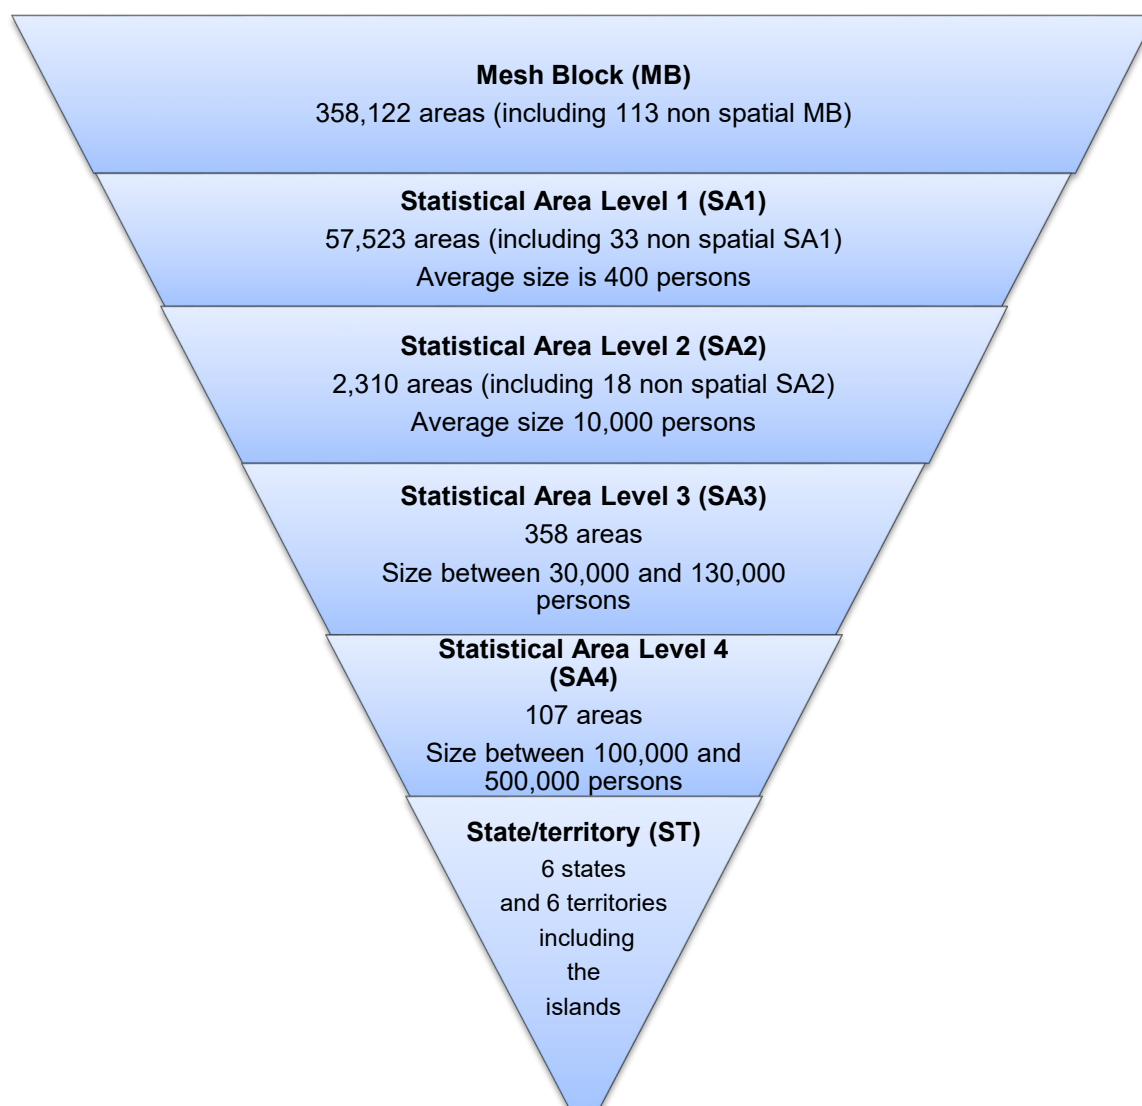 Mesh Block (MB)
358,122 areas (including 113 non spatial MB)
Statistical Area Level 1 (SA1)
57,523 areas (including 33 non spatial SA1)
Average size is 400 persons
Statistical Area Level 2 (SA2)
2,310 areas (including 18 non spatial SA2)
Average size 10,000 persons
Statistical Area Level 3 (SA3)
358 areas
Size between 30,000 and 130,000
persons
Statistical Area Level 4
(SA4)
107 areas
Size between 100,000 and
500,000 persons
State/territory (ST)
6 states
and 6 territories
including
the
islands